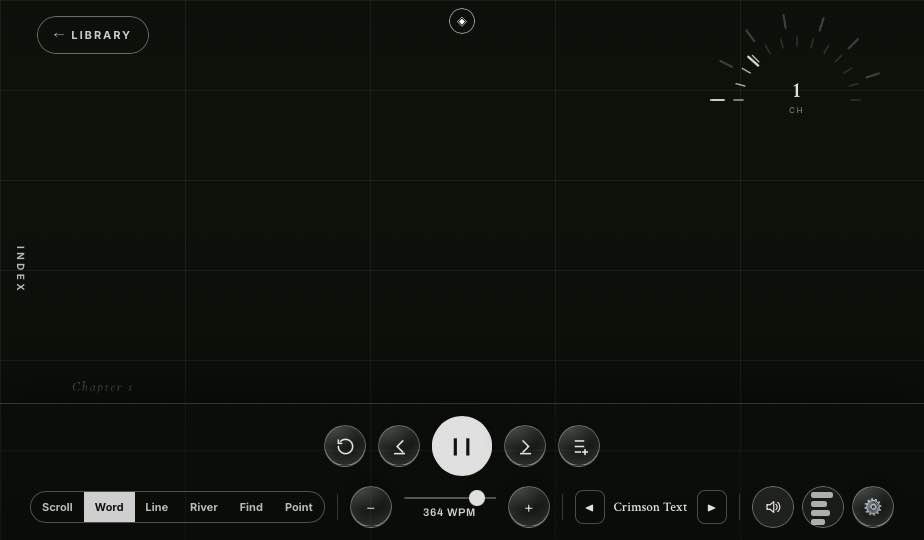 ← LIBRARY
1
CH
INDEX
Chapter 1
Scroll Word Line River Find Point
− 364 WPM +
◄ Crimson Text ►